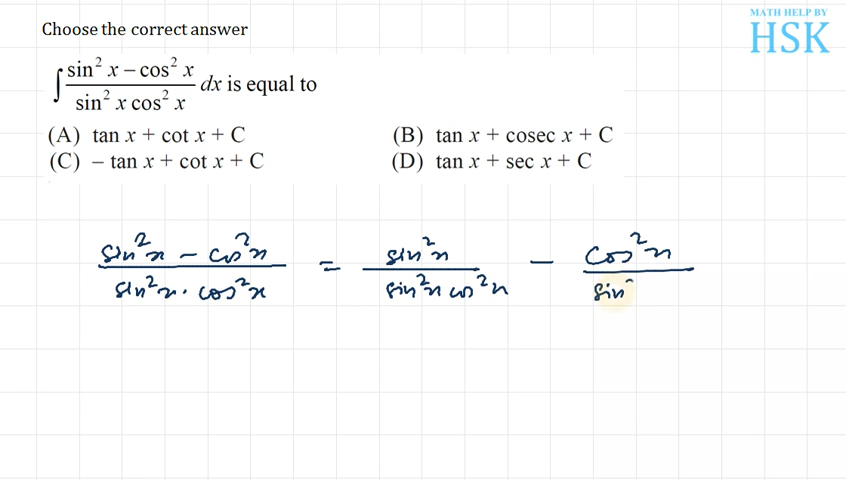 MATH HELP BY
HSK
Choose the correct answer
∫ (sin² x – cos² x)/(sin² x cos² x) dx is equal to
(A) tan x + cot x + C (B) tan x + cosec x + C
(C) – tan x + cot x + C (D) tan x + sec x + C
(sin²x – cos²x)/(sin²x · cos²x) = (sin²x)/(sin²x cos²x) – (cos²x)/(sin²